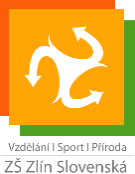 Vzdělání I Sport I Příroda
ZŠ Zlín Slovenská